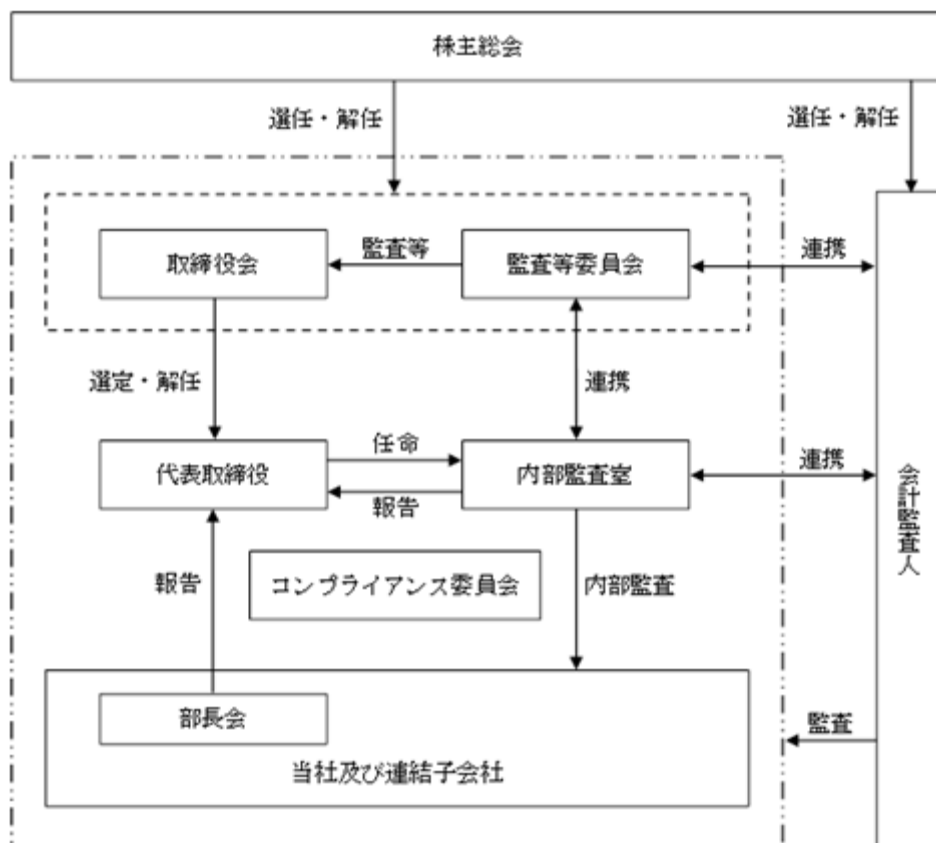 株主総会
選任・解任
選任・解任
取締役会
監査等
監査等委員会
連携
選定・解任
連携
代表取締役
任命
報告
内部監査室
連携
会計監査人
報告
コンプライアンス委員会
内部監査
部長会
監査
当社及び連結子会社